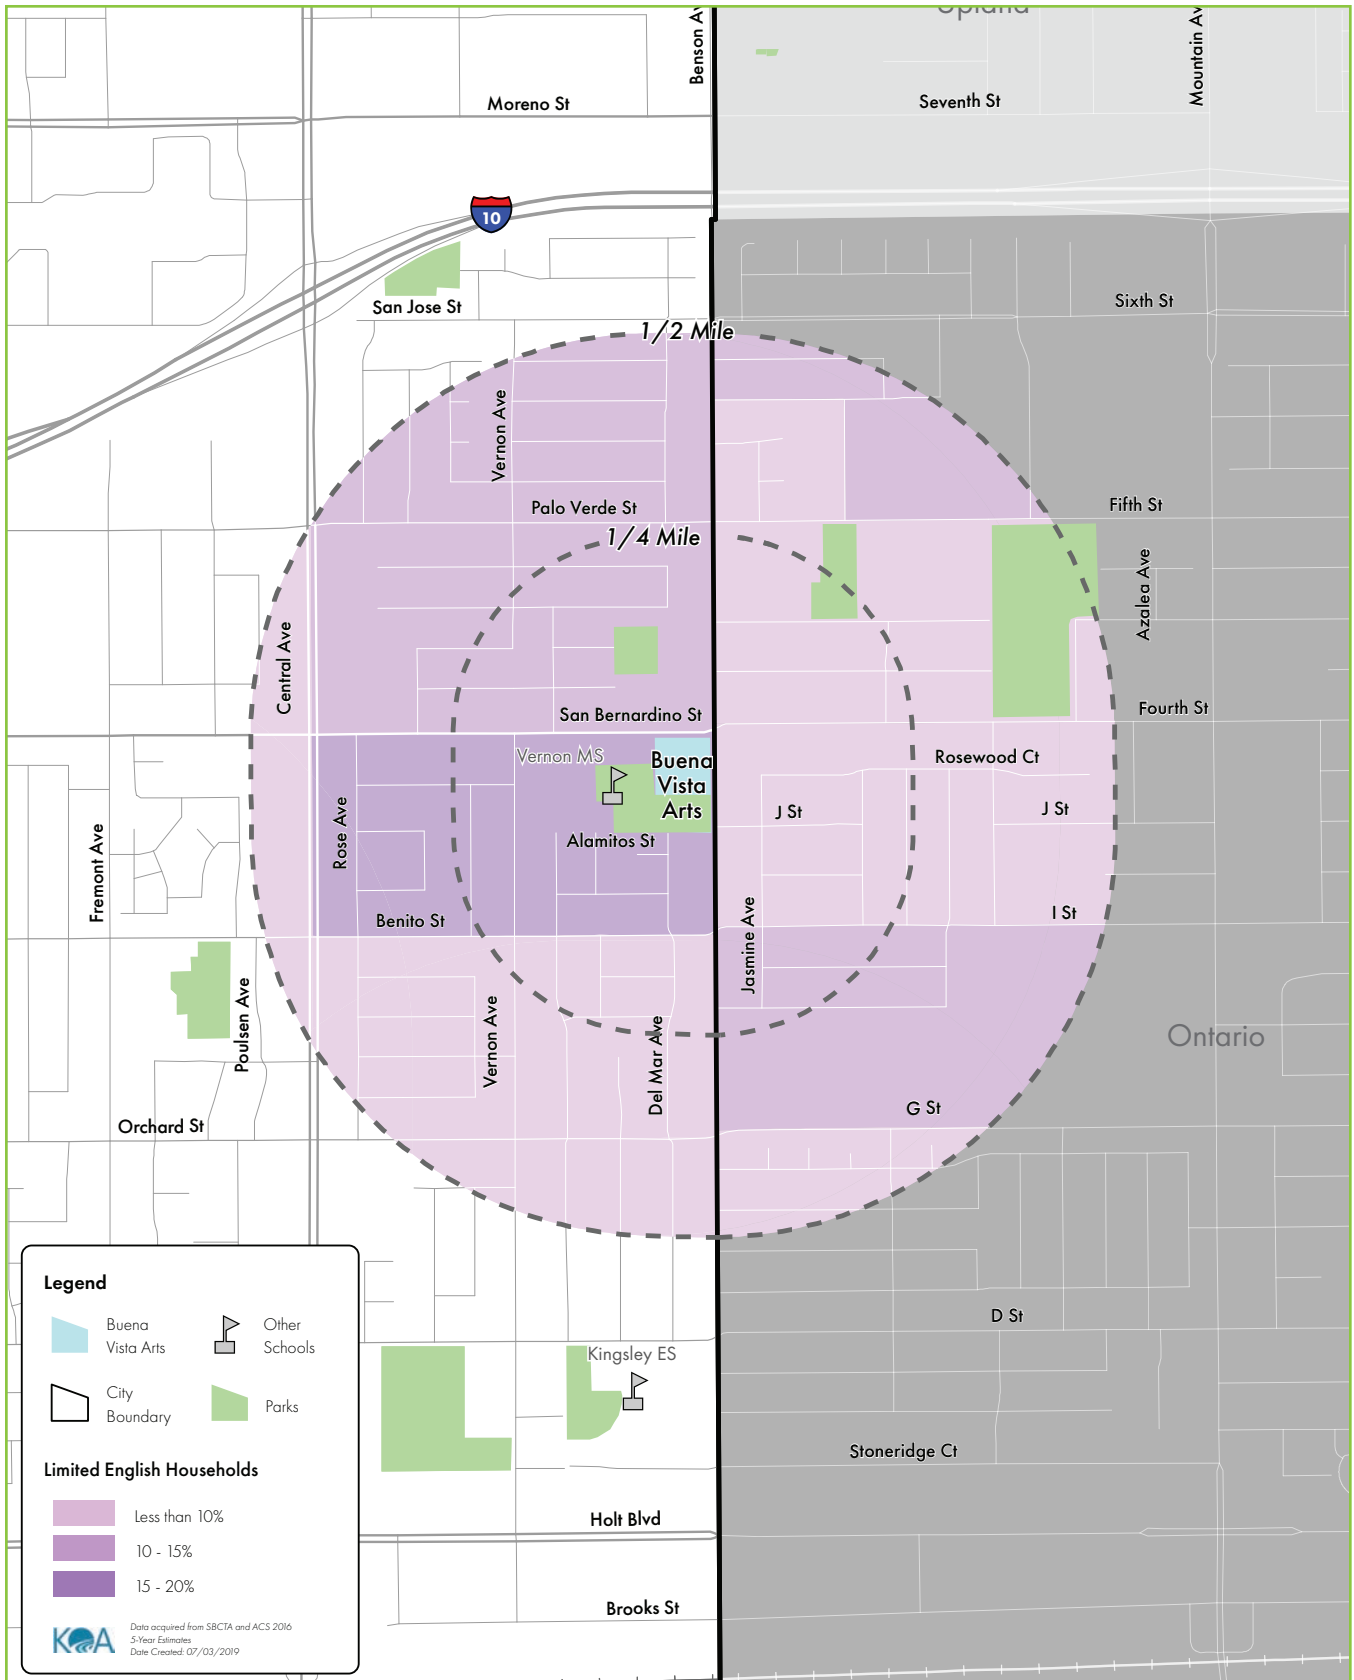 Upland
Benson Av
Mountain Av
Moreno St
Seventh St
10
San Jose St
Sixth St
1/2 Mile
Vernon Ave
Palo Verde St
Fifth St
1/4 Mile
Azalea Ave
Central Ave
San Bernardino St
Fourth St
Vernon MS
Rosewood Ct
Buena
Vista
Arts
J St
J St
Rose Ave
Fremont Ave
Alamitos St
Benito St
I St
Jasmine Ave
Poulsen Ave
Vernon Ave
Del Mar Ave
Ontario
G St
Orchard St
Legend
Buena
Vista Arts
Other
Schools
City
Boundary
Parks
Limited English Households
Less than 10%
10 - 15%
15 - 20%
KOA
Data acquired from SBCTA and ACS 2016
5-Year Estimates
Date Created: 07/03/2019
D St
Kingsley ES
Stoneridge Ct
Holt Blvd
Brooks St